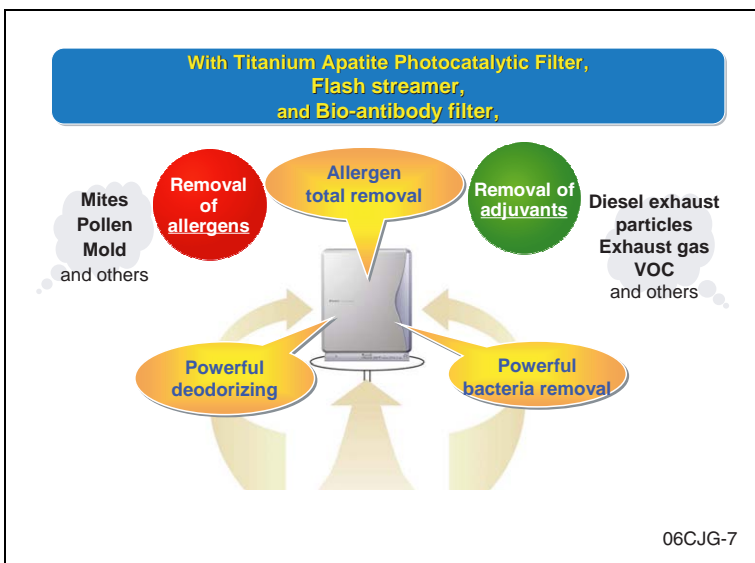 With Titanium Apatite Photocatalytic Filter,
Flash streamer,
and Bio-antibody filter,
Allergen
total removal
Removal
of
allergens
Removal of
adjuvants
Mites
Pollen
Mold
and others
Diesel exhaust
particles
Exhaust gas
VOC
and others
Powerful
deodorizing
Powerful
bacteria removal
06CJG-7